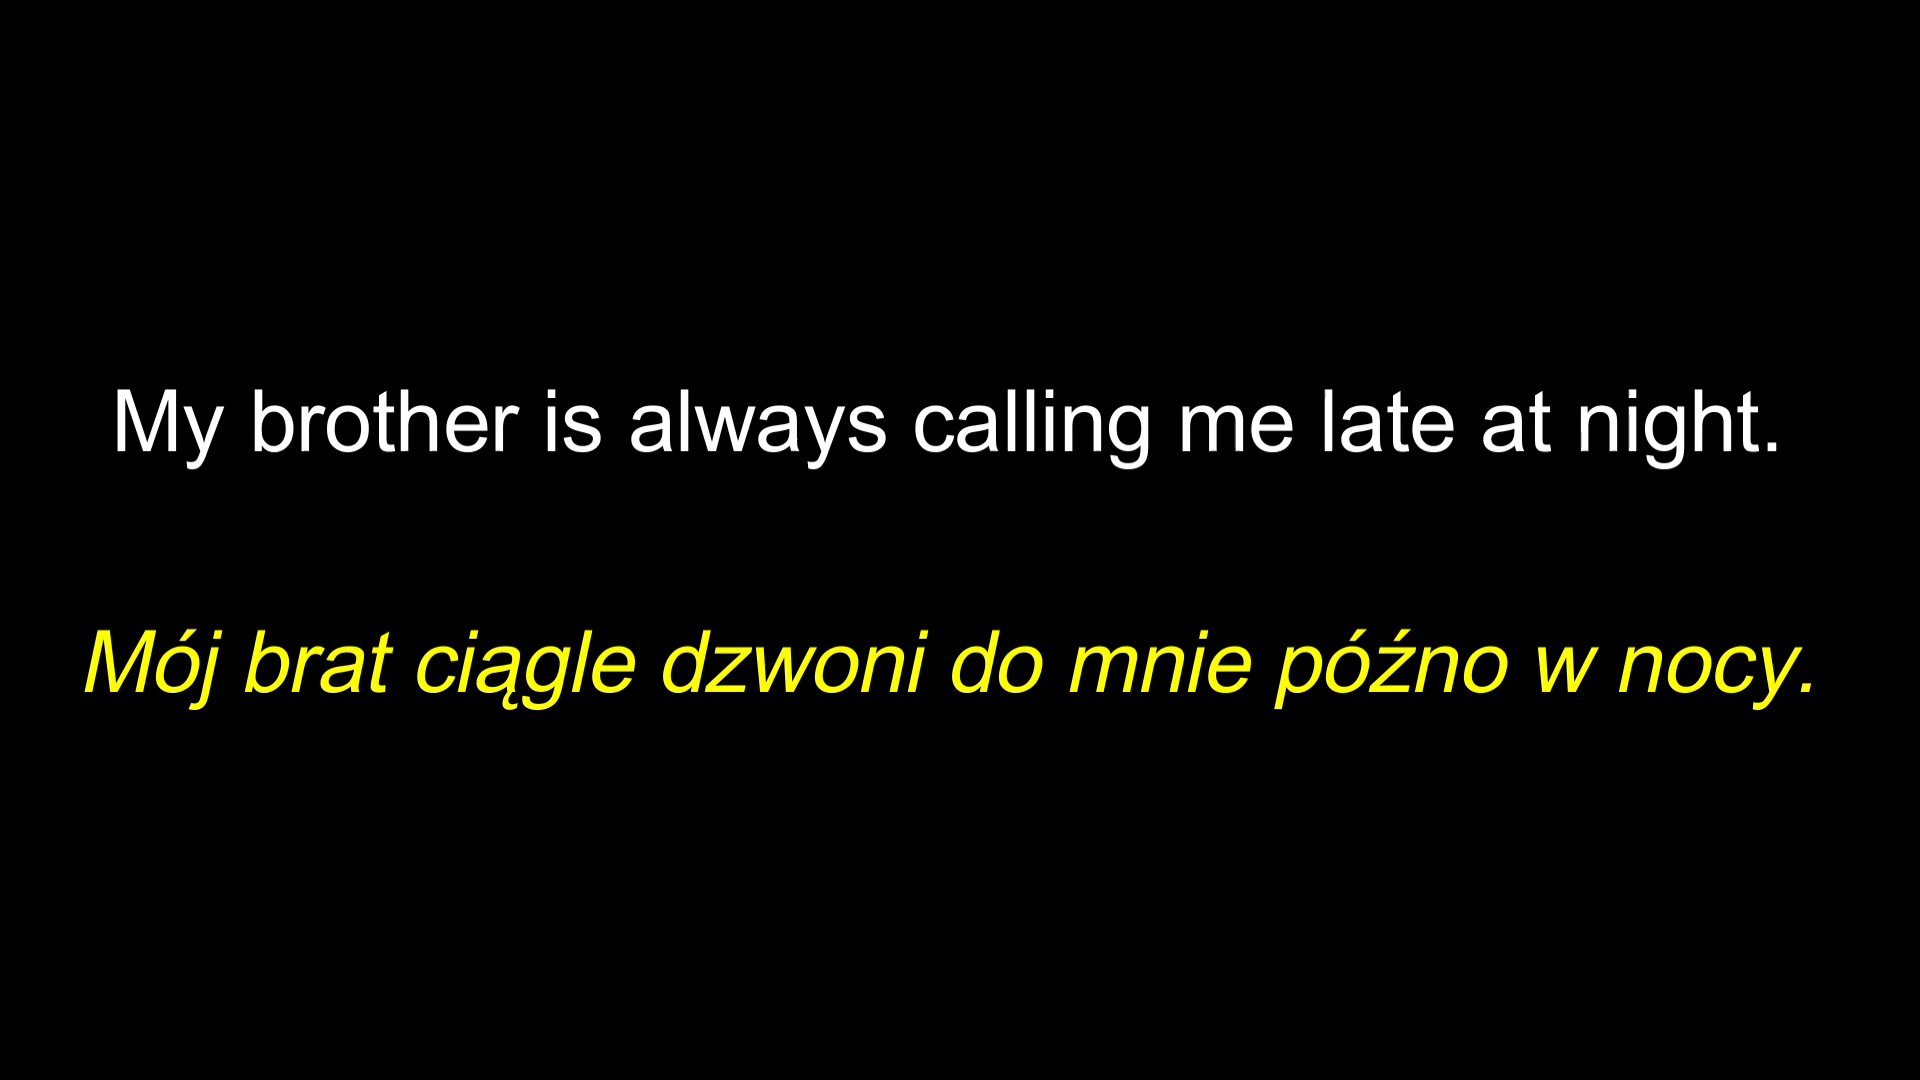 My brother is always calling me late at night.
Mój brat ciągle dzwoni do mnie późno w nocy.